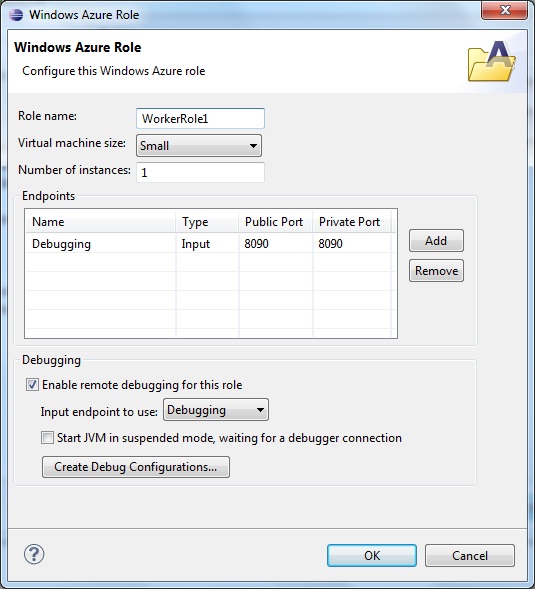 Windows Azure Role
Windows Azure Role
Configure this Windows Azure role
Role name: WorkerRole1
Virtual machine size: Small
Number of instances: 1
Endpoints
Name Type Public Port Private Port
Debugging Input 8090 8090
Add
Remove
Debugging
Enable remote debugging for this role
Input endpoint to use: Debugging
Start JVM in suspended mode, waiting for a debugger connection
Create Debug Configurations...
? OK Cancel